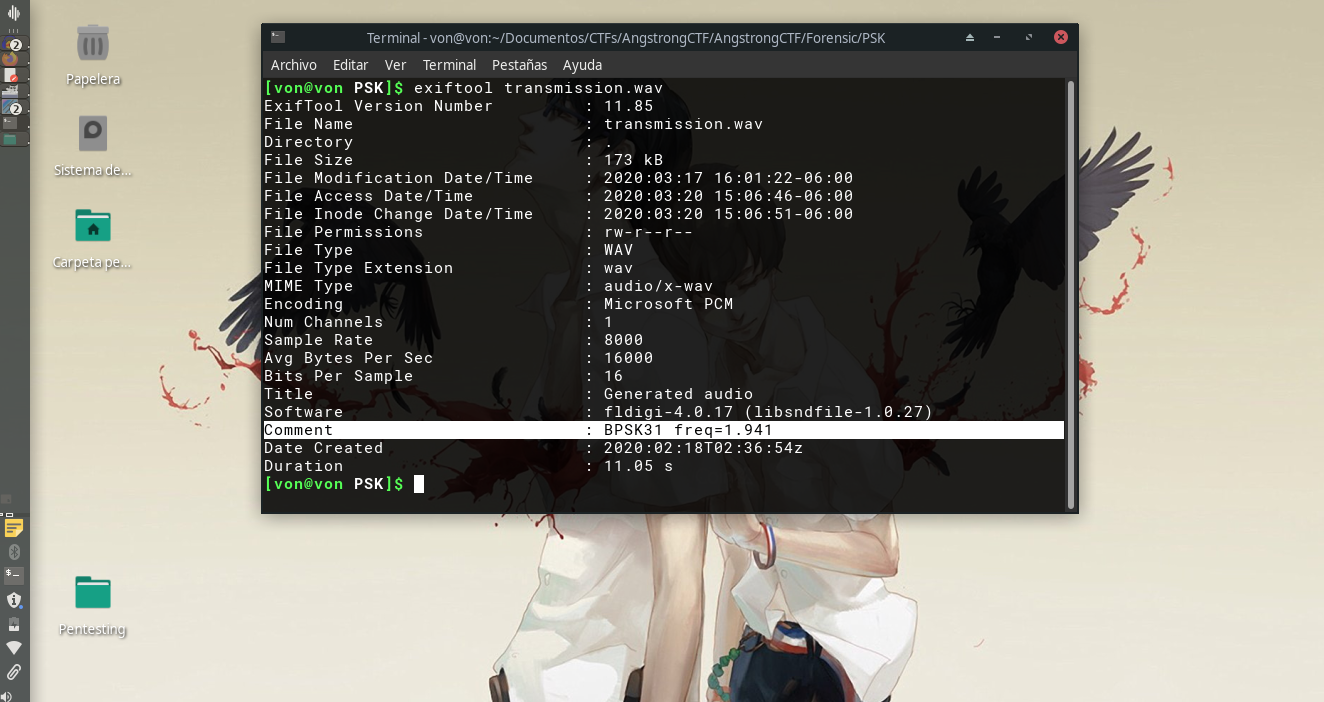 Terminal - von@von:~/Documentos/CTFs/AngstrongCTF/AngstrongCTF/Forensic/PSK
Archivo Editar Ver Terminal Pestañas Ayuda
[von@von PSK]$ exiftool transmission.wav
ExifTool Version Number : 11.85
File Name : transmission.wav
Directory : .
File Size : 173 kB
File Modification Date/Time : 2020:03:17 16:01:22-06:00
File Access Date/Time : 2020:03:20 15:06:46-06:00
File Inode Change Date/Time : 2020:03:20 15:06:51-06:00
File Permissions : rw-r--r--
File Type : WAV
File Type Extension : wav
MIME Type : audio/x-wav
Encoding : Microsoft PCM
Num Channels : 1
Sample Rate : 8000
Avg Bytes Per Sec : 16000
Bits Per Sample : 16
Title : Generated audio
Software : fldigi-4.0.17 (libsndfile-1.0.27)
Comment : BPSK31 freq=1.941
Date Created : 2020:02:18T02:36:54z
Duration : 11.05 s
[von@von PSK]$
Papelera
Sistema de...
Carpeta pe...
Pentesting
2
2